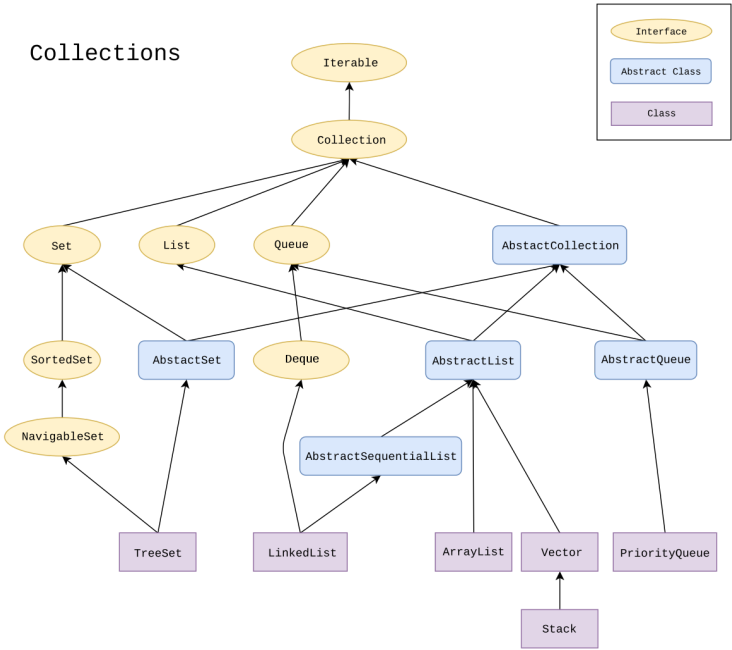 Collections
Interface
Iterable
Abstract Class
Class
Collection
Set
List
Queue
AbstactCollection
SortedSet
AbstactSet
Deque
AbstractList
AbstractQueue
NavigableSet
AbstractSequentialList
TreeSet
LinkedList
ArrayList
Vector
PriorityQueue
Stack